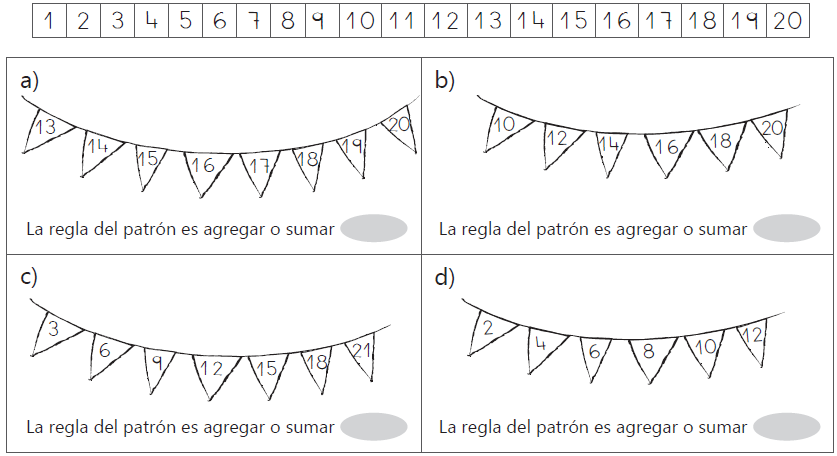 1 2 3 4 5 6 7 8 9 10 11 12 13 14 15 16 17 18 19 20
a)
13 14 15 16 17 18 19 20
La regla del patrón es agregar o sumar
b)
10 12 14 16 18 20
La regla del patrón es agregar o sumar
c)
3 6 9 12 15 18 21
La regla del patrón es agregar o sumar
d)
2 4 6 8 10 12
La regla del patrón es agregar o sumar